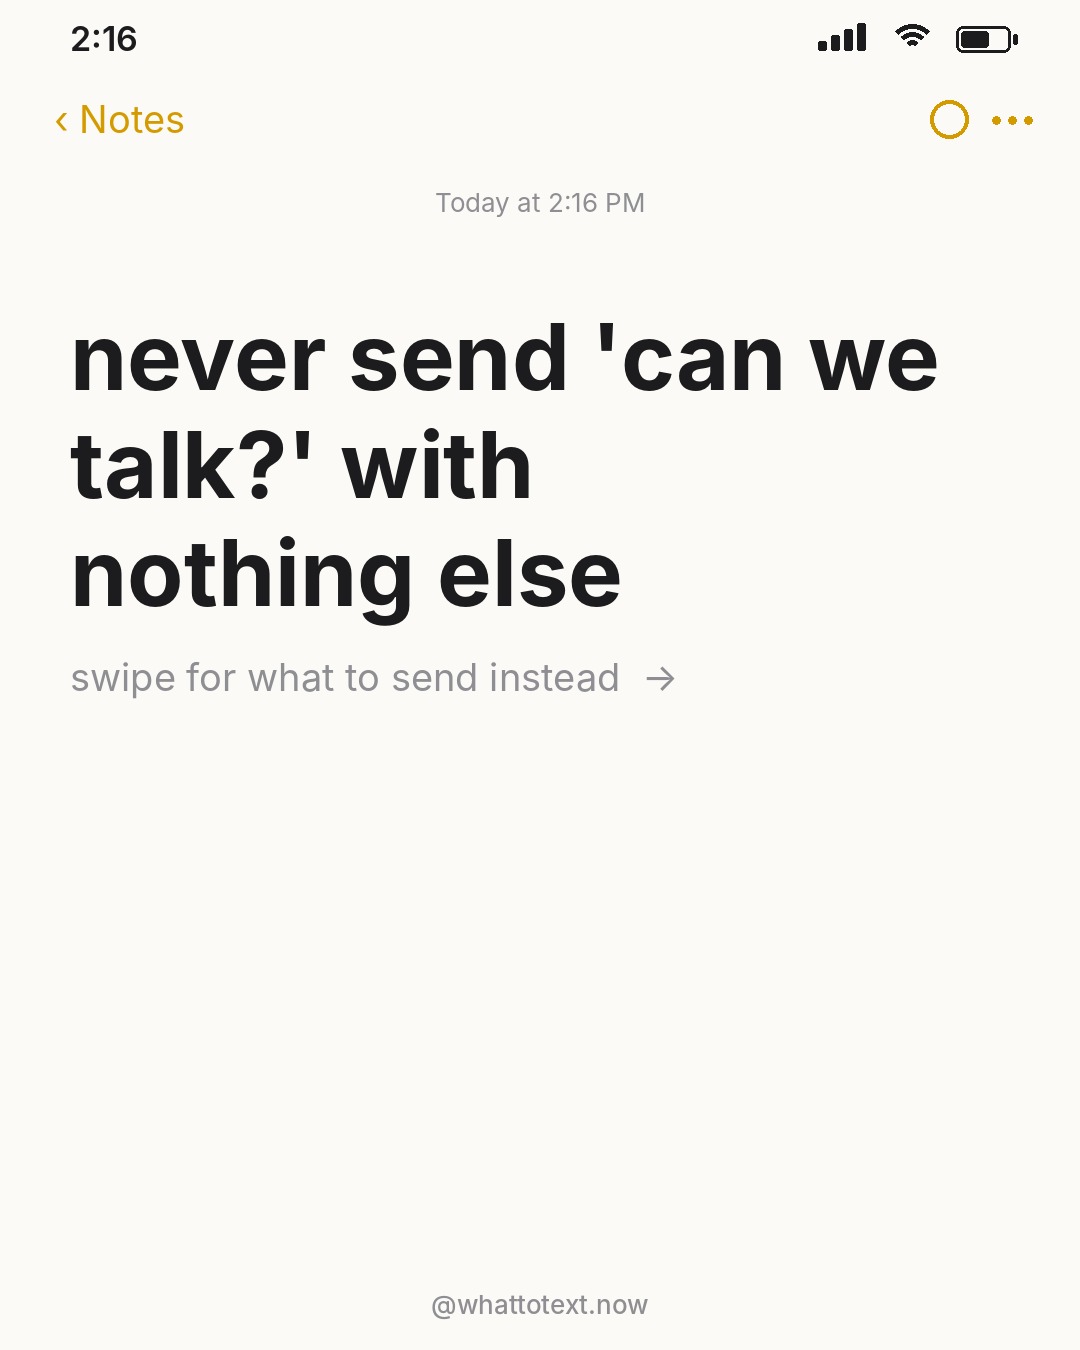 2:16
‹ Notes
Today at 2:16 PM
never send 'can we
talk?' with
nothing else
swipe for what to send instead →
@whattotext.now